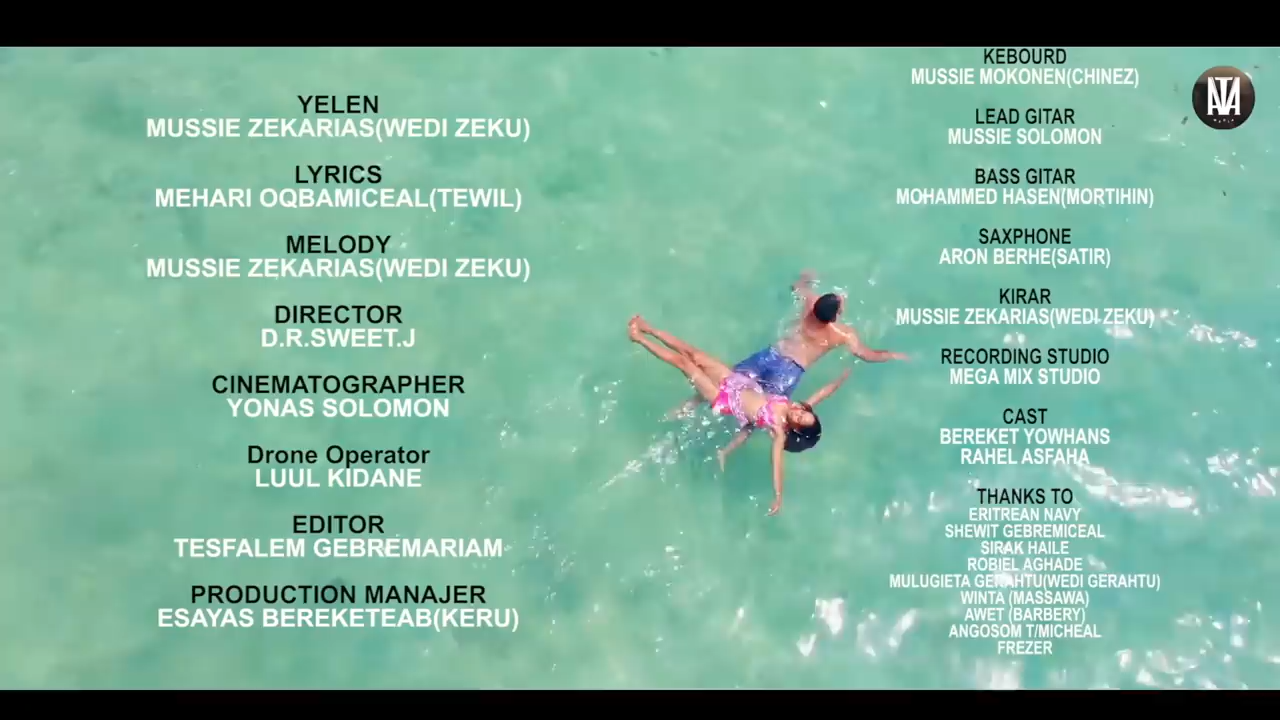 YELEN
MUSSIE ZEKARIAS(WEDI ZEKU)
LYRICS
MEHARI OQBAMICEAL(TEWIL)
MELODY
MUSSIE ZEKARIAS(WEDI ZEKU)
DIRECTOR
D.R.SWEET.J
CINEMATOGRAPHER
YONAS SOLOMON
Drone Operator
LUUL KIDANE
EDITOR
TESFALEM GEBREMARIAM
PRODUCTION MANAJER
ESAYAS BEREKETEAB(KERU)
KEBOURD
MUSSIE MOKONEN(CHINEZ)
LEAD GITAR
MUSSIE SOLOMON
BASS GITAR
MOHAMMED HASEN(MORTIHIN)
SAXPHONE
ARON BERHE(SATIR)
KIRAR
MUSSIE ZEKARIAS(WEDI ZEKU)
RECORDING STUDIO
MEGA MIX STUDIO
CAST
BEREKET YOWHANS
RAHEL ASFAHA
THANKS TO
ERITREAN NAVY
SHEWIT GEBREMICEAL
SIRAK HAILE
ROBIEL AGHADE
MULUGIETA GERAHTU(WEDI GERAHTU)
WINTA (MASSAWA)
AWET (BARBERY)
ANGOSOM T/MICHEAL
FREZER